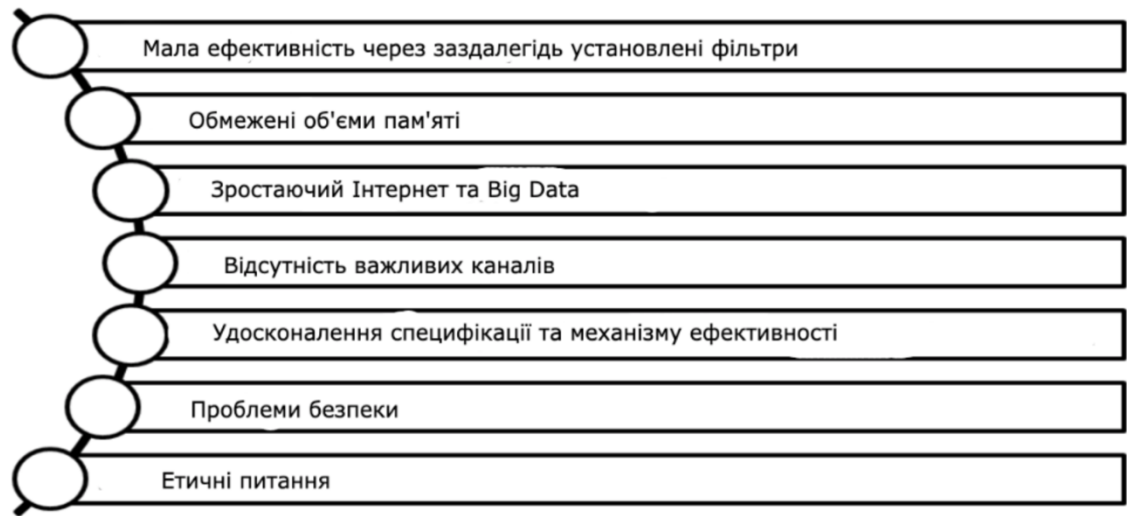 Мала ефективність через заздалегідь установлені фільтри
Обмежені об'єми пам'яті
Зростаючий Інтернет та Big Data
Відсутність важливих каналів
Удосконалення специфікації та механізму ефективності
Проблеми безпеки
Етичні питання